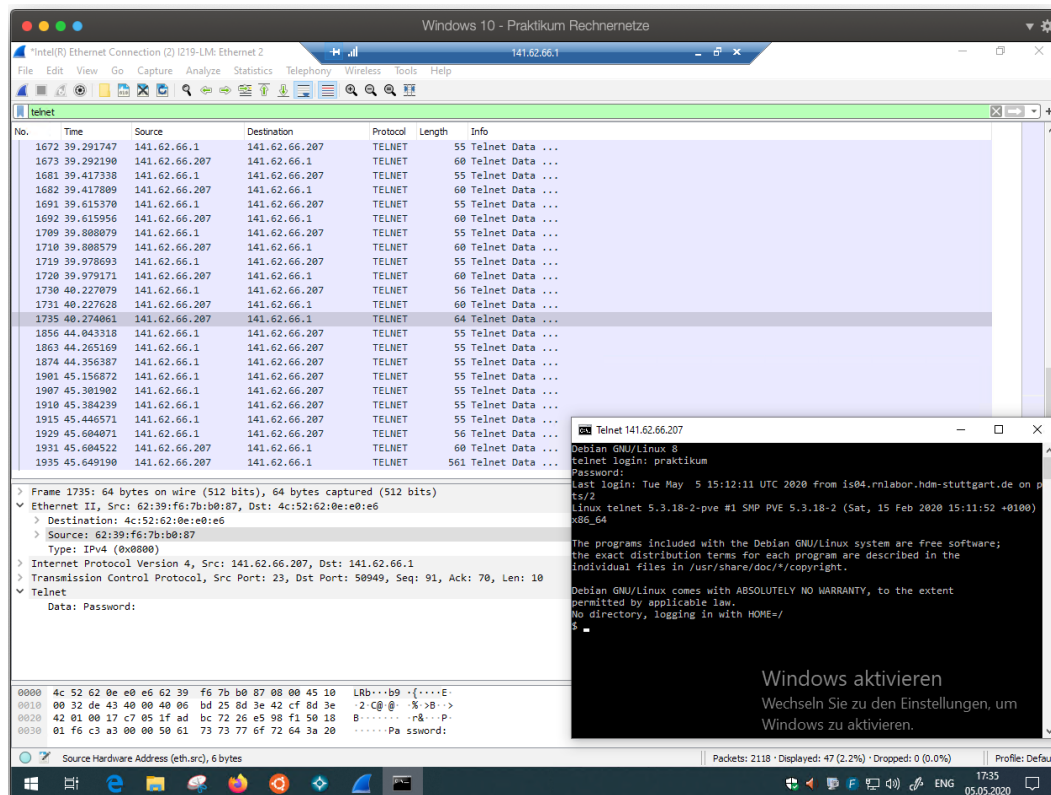 Windows 10 - Praktikum Rechnernetze
*Intel(R) Ethernet Connection (2) I219-LM: Ethernet 2
141.62.66.1
File Edit View Go Capture Analyze Statistics Telephony Wireless Tools Help
telnet
No. Time Source Destination Protocol Length Info
1672 39.291747 141.62.66.1 141.62.66.207 TELNET 55 Telnet Data ...
1673 39.292190 141.62.66.207 141.62.66.1 TELNET 60 Telnet Data ...
1681 39.417338 141.62.66.1 141.62.66.207 TELNET 55 Telnet Data ...
1682 39.417809 141.62.66.207 141.62.66.1 TELNET 60 Telnet Data ...
1691 39.615370 141.62.66.1 141.62.66.207 TELNET 55 Telnet Data ...
1692 39.615956 141.62.66.207 141.62.66.1 TELNET 60 Telnet Data ...
1709 39.808079 141.62.66.1 141.62.66.207 TELNET 55 Telnet Data ...
1710 39.808579 141.62.66.207 141.62.66.1 TELNET 60 Telnet Data ...
1719 39.978693 141.62.66.1 141.62.66.207 TELNET 55 Telnet Data ...
1720 39.979171 141.62.66.207 141.62.66.1 TELNET 60 Telnet Data ...
1730 40.227079 141.62.66.1 141.62.66.207 TELNET 56 Telnet Data ...
1731 40.227628 141.62.66.207 141.62.66.1 TELNET 60 Telnet Data ...
1735 40.274061 141.62.66.207 141.62.66.1 TELNET 64 Telnet Data ...
1856 44.043318 141.62.66.1 141.62.66.207 TELNET 55 Telnet Data ...
1863 44.265169 141.62.66.1 141.62.66.207 TELNET 55 Telnet Data ...
1874 44.356387 141.62.66.1 141.62.66.207 TELNET 55 Telnet Data ...
1901 45.156872 141.62.66.1 141.62.66.207 TELNET 55 Telnet Data ...
1907 45.301902 141.62.66.1 141.62.66.207 TELNET 55 Telnet Data ...
1910 45.384239 141.62.66.1 141.62.66.207 TELNET 55 Telnet Data ...
1915 45.446571 141.62.66.1 141.62.66.207 TELNET 55 Telnet Data ...
1929 45.604071 141.62.66.1 141.62.66.207 TELNET 56 Telnet Data ...
1931 45.604522 141.62.66.207 141.62.66.1 TELNET 60 Telnet Data ...
1935 45.649190 141.62.66.207 141.62.66.1 TELNET 561 Telnet Data ...
Frame 1735: 64 bytes on wire (512 bits), 64 bytes captured (512 bits)
Ethernet II, Src: 62:39:f6:7b:b0:87, Dst: 4c:52:62:0e:e0:e6
Destination: 4c:52:62:0e:e0:e6
Source: 62:39:f6:7b:b0:87
Type: IPv4 (0x0800)
Internet Protocol Version 4, Src: 141.62.66.207, Dst: 141.62.66.1
Transmission Control Protocol, Src Port: 23, Dst Port: 50949, Seq: 91, Ack: 70, Len: 10
Telnet
Data: Password:
0000 4c 52 62 0e e0 e6 62 39 f6 7b b0 87 08 00 45 10 LRb···b9 ·{····E·
0010 00 32 de 43 40 00 40 06 bd 25 8d 3e 42 cf 8d 3e ·2·C@·@· ·%·>B··>
0020 42 01 00 17 c7 05 1f ad bc 72 26 e5 98 f1 50 18 B······· ·r&···P·
0030 01 f6 c3 a3 00 00 50 61 73 73 77 6f 72 64 3a 20 ······Pa ssword:
Telnet 141.62.66.207
Debian GNU/Linux 8
telnet login: praktikum
Password:
Last login: Tue May  5 15:12:11 UTC 2020 from is04.rnlabor.hdm-stuttgart.de on p
ts/2
Linux telnet 5.3.18-2-pve #1 SMP PVE 5.3.18-2 (Sat, 15 Feb 2020 15:11:52 +0100)
x86_64
The programs included with the Debian GNU/Linux system are free software;
the exact distribution terms for each program are described in the
individual files in /usr/share/doc/*/copyright.
Debian GNU/Linux comes with ABSOLUTELY NO WARRANTY, to the extent
permitted by applicable law.
No directory, logging in with HOME=/
$
Windows aktivieren
Wechseln Sie zu den Einstellungen, um
Windows zu aktivieren.
Source Hardware Address (eth.src), 6 bytes
Packets: 2118 · Displayed: 47 (2.2%) · Dropped: 0 (0.0%)
Profile: Defau
ENG
17:35
05.05.2020